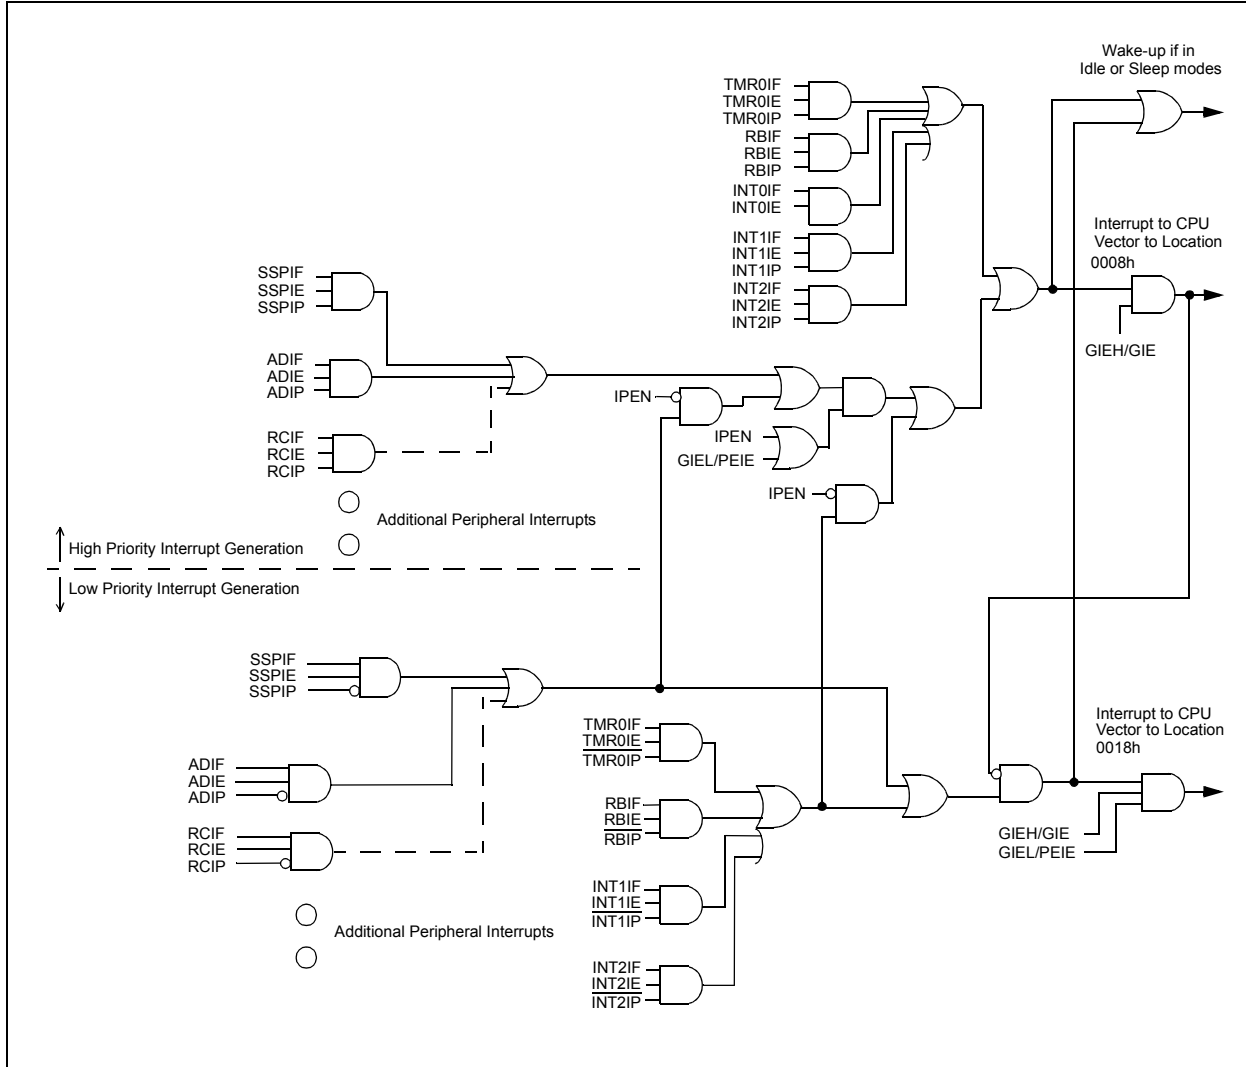 Wake-up if in
Idle or Sleep modes
TMR0IF
TMR0IE
TMR0IP
RBIF
RBIE
RBIP
INT0IF
INT0IE
INT1IF
INT1IE
INT1IP
INT2IF
INT2IE
INT2IP
Interrupt to CPU
Vector to Location
0008h
GIEH/GIE
SSPIF
SSPIE
SSPIP
ADIF
ADIE
ADIP
RCIF
RCIE
RCIP
IPEN
IPEN
GIEL/PEIE
IPEN
Additional Peripheral Interrupts
High Priority Interrupt Generation
Low Priority Interrupt Generation
SSPIF
SSPIE
SSPIP
ADIF
ADIE
ADIP
RCIF
RCIE
RCIP
Additional Peripheral Interrupts
TMR0IF
TMR0IE
TMR0IP
RBIF
RBIE
RBIP
INT1IF
INT1IE
INT1IP
INT2IF
INT2IE
INT2IP
Interrupt to CPU
Vector to Location
0018h
GIEH/GIE
GIEL/PEIE